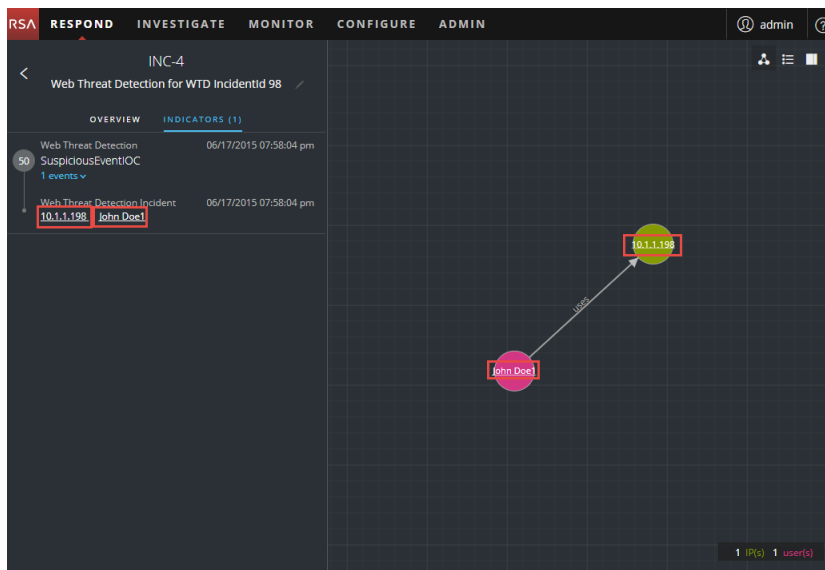 RSA RESPOND INVESTIGATE MONITOR CONFIGURE ADMIN admin ?
INC-4
Web Threat Detection for WTD IncidentId 98
OVERVIEW INDICATORS (1)
Web Threat Detection 06/17/2015 07:58:04 pm
50 SuspiciousEventIOC
1 events
Web Threat Detection Incident 06/17/2015 07:58:04 pm
10.1.1.198 John Doe1
10.1.1.198
uses
John Doe1
1 IP(s) 1 user(s)